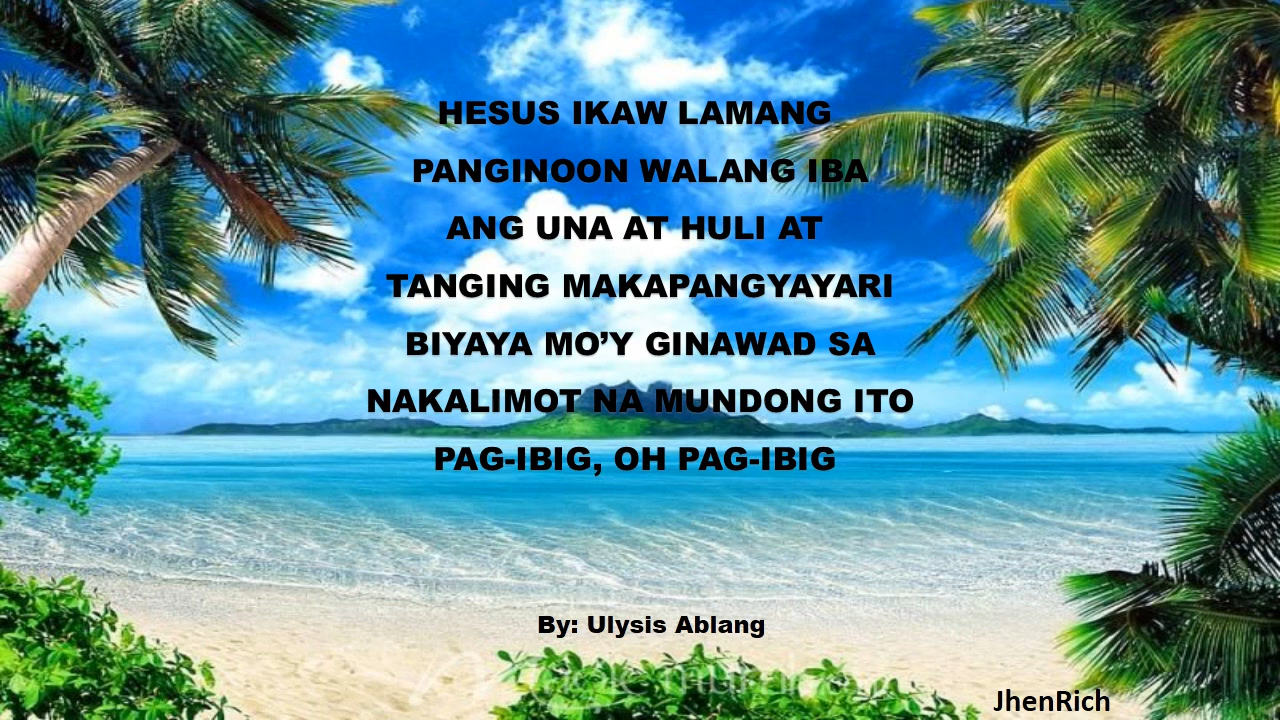 HESUS IKAW LAMANG
PANGINOON WALANG IBA
ANG UNA AT HULI AT
TANGING MAKAPANGYAYARI
BIYAYA MO’Y GINAWAD SA
NAKALIMOT NA MUNDONG ITO
PAG-IBIG, OH PAG-IBIG
By: Ulysis Ablang
JhenRich